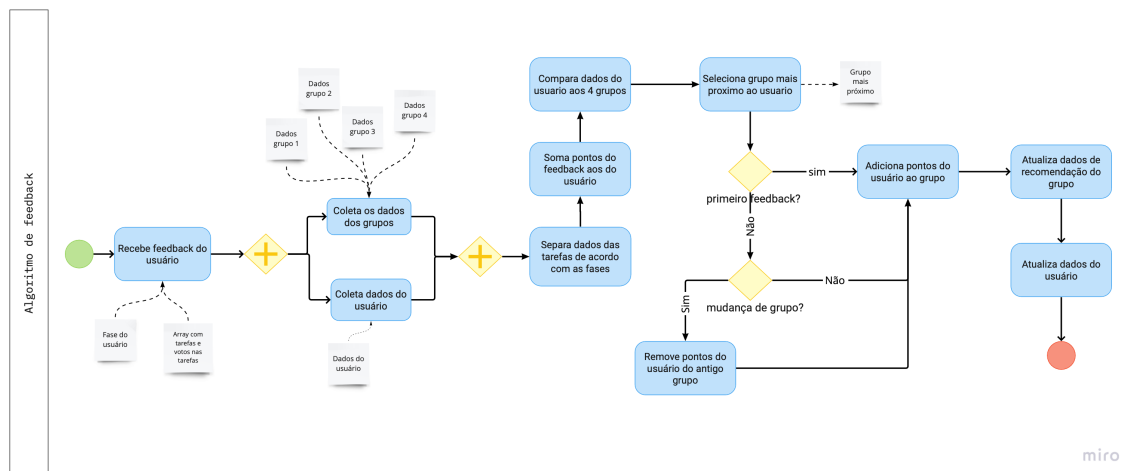 Algoritmo de feedback
Recebe feedback do
usuário
Fase do
usuário
Array com
tarefas e
votos nas
tarefas
Dados
grupo 1
Dados
grupo 2
Dados
grupo 3
Dados
grupo 4
Coleta os dados
dos grupos
Coleta dados do
usuário
Dados do
usuário
Separa dados das
tarefas de acordo
com as fases
Soma pontos do
feedback aos do
usuário
Compara dados do
usuario aos 4 grupos
Seleciona grupo mais
proximo ao usuario
Grupo
mais
próximo
primeiro feedback?
sim
Não
mudança de grupo?
Não
Sim
Remove pontos do
usuário do antigo
grupo
Adiciona pontos do
usuário ao grupo
Atualiza dados de
recomendação do
grupo
Atualiza dados do
usuário
miro